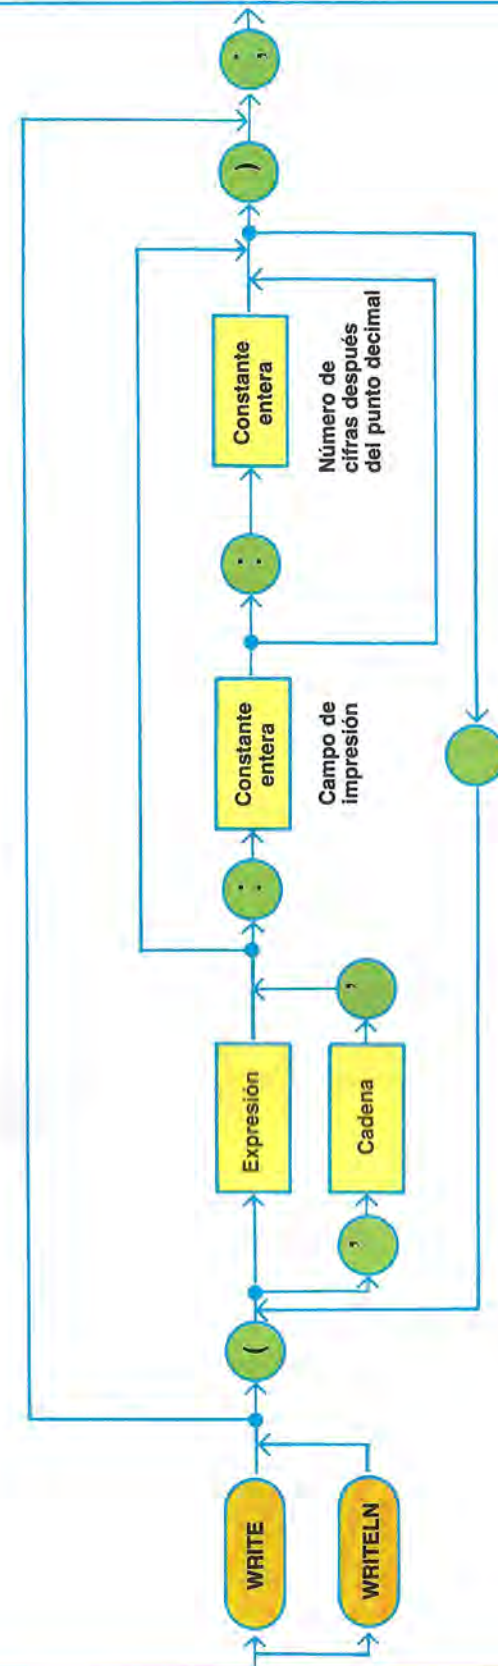 WRITE
WRITELN
(
Expresión
'
Cadena
'
:
Constante
entera
Campo de
impresión
:
Constante
entera
Número de
cifras después
del punto decimal
)
;